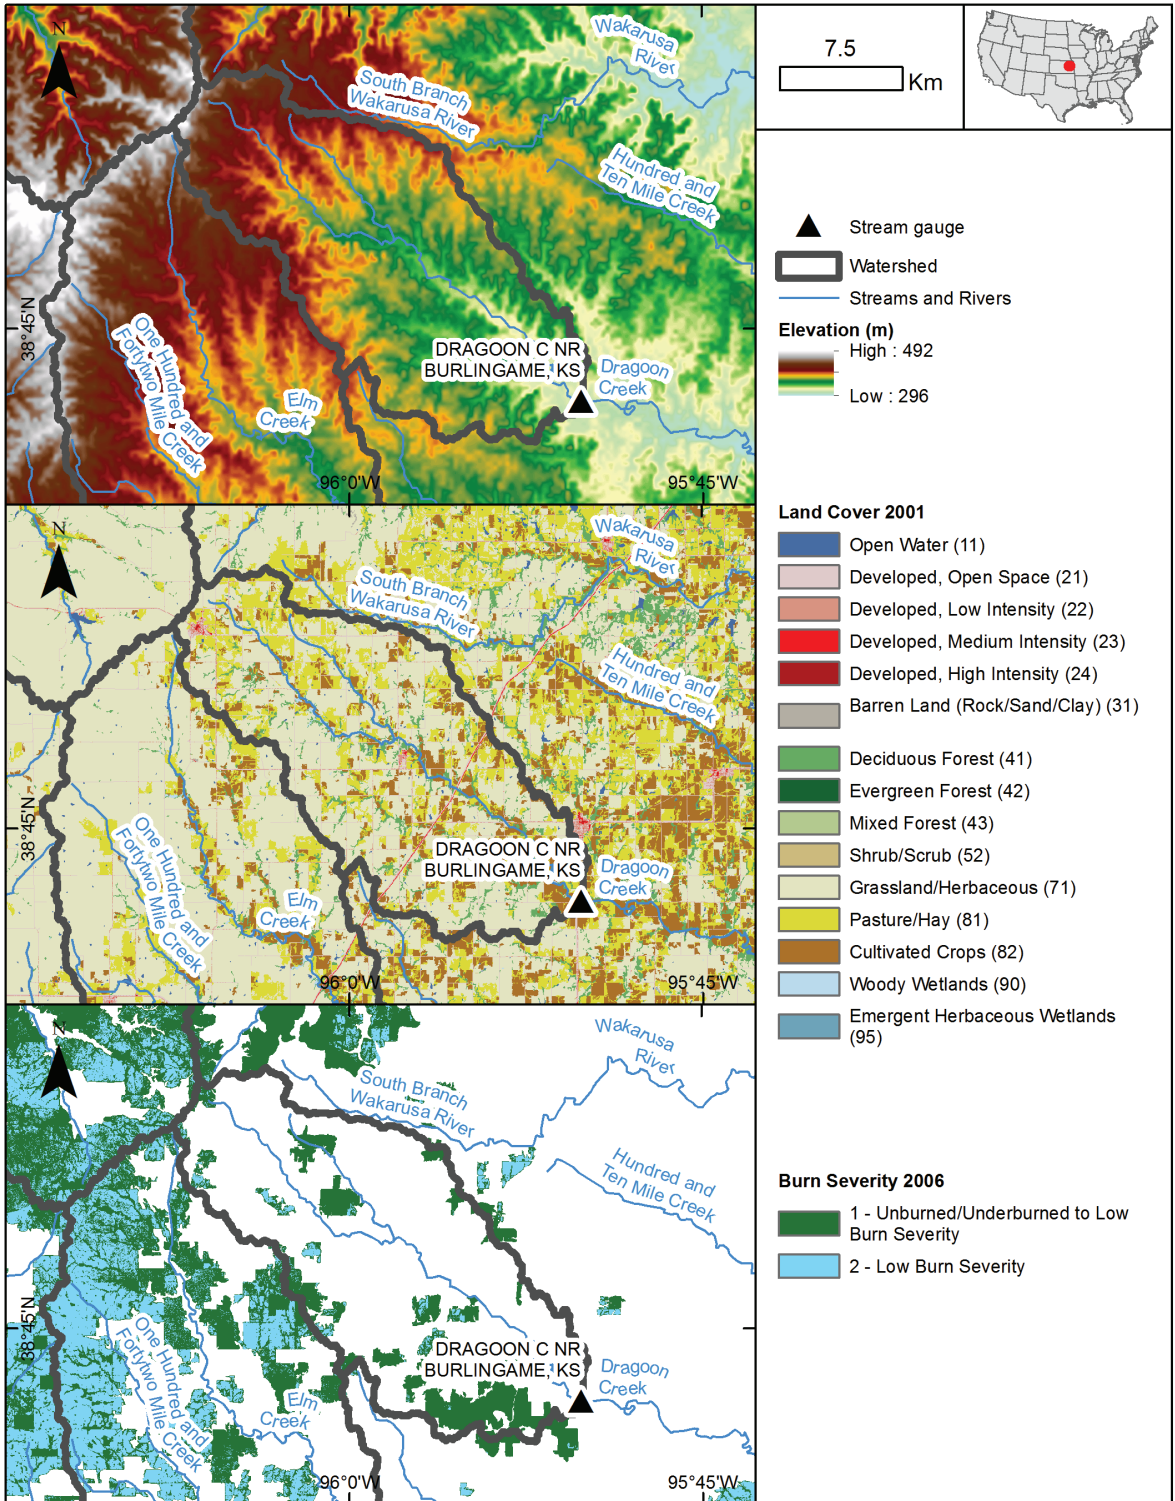 N
Wakarusa
River
South Branch
Wakarusa River
Hundred and
Ten Mile Creek
38°45'N
One Hundred and
Fortytwo Mile Creek
Elm
Creek
DRAGOON C NR
BURLINGAME, KS
Dragoon
Creek
96°0'W
95°45'W
7.5
Km
Stream gauge
Watershed
Streams and Rivers
Elevation (m)
High : 492
Low : 296
N
Wakarusa
River
South Branch
Wakarusa River
Hundred and
Ten Mile Creek
38°45'N
One Hundred and
Fortytwo Mile Creek
Elm
Creek
DRAGOON C NR
BURLINGAME, KS
Dragoon
Creek
96°0'W
95°45'W
Land Cover 2001
Open Water (11)
Developed, Open Space (21)
Developed, Low Intensity (22)
Developed, Medium Intensity (23)
Developed, High Intensity (24)
Barren Land (Rock/Sand/Clay) (31)
Deciduous Forest (41)
Evergreen Forest (42)
Mixed Forest (43)
Shrub/Scrub (52)
Grassland/Herbaceous (71)
Pasture/Hay (81)
Cultivated Crops (82)
Woody Wetlands (90)
Emergent Herbaceous Wetlands
(95)
N
Wakarusa
River
South Branch
Wakarusa River
Hundred and
Ten Mile Creek
38°45'N
One Hundred and
Fortytwo Mile Creek
Elm
Creek
DRAGOON C NR
BURLINGAME, KS
Dragoon
Creek
96°0'W
95°45'W
Burn Severity 2006
1 - Unburned/Underburned to Low
Burn Severity
2 - Low Burn Severity